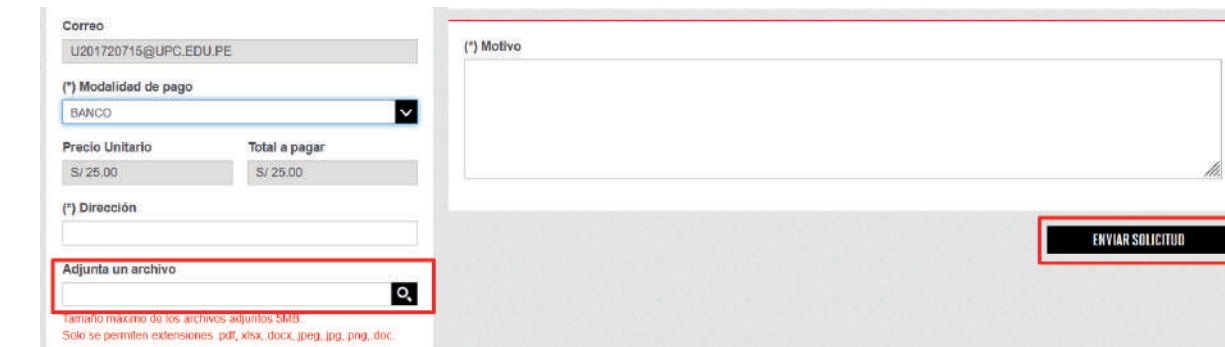 Correo
U201720715@UPC.EDU.PE
(*) Modalidad de pago
BANCO
Precio Unitario Total a pagar
S/ 25.00 S/ 25.00
(*) Dirección
Adjunta un archivo
Tamaño máximo de los archivos adjuntos 5MB.
Solo se permiten extensiones .pdf,.xlsx,.docx,.jpeg,.jpg,.png,.doc.
(*) Motivo
ENVIAR SOLICITUD